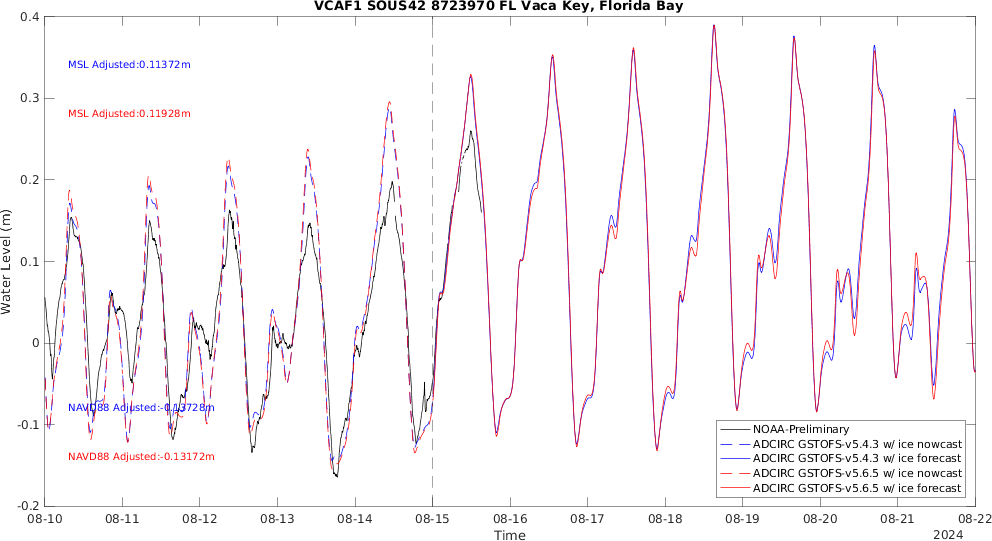 VCAF1 SOUS42 8723970 FL Vaca Key, Florida Bay
0.4
0.3
0.2
0.1
0
-0.1
-0.2
Water Level (m)
MSL Adjusted:0.11372m
MSL Adjusted:0.11928m
NAVD88 Adjusted:-0.13728m
NAVD88 Adjusted:-0.13172m
NOAA-Preliminary
ADCIRC GSTOFS-v5.4.3 w/ ice nowcast
ADCIRC GSTOFS-v5.4.3 w/ ice forecast
ADCIRC GSTOFS-v5.6.5 w/ ice nowcast
ADCIRC GSTOFS-v5.6.5 w/ ice forecast
08-10 08-11 08-12 08-13 08-14 08-15 08-16 08-17 08-18 08-19 08-20 08-21 08-22
Time
2024